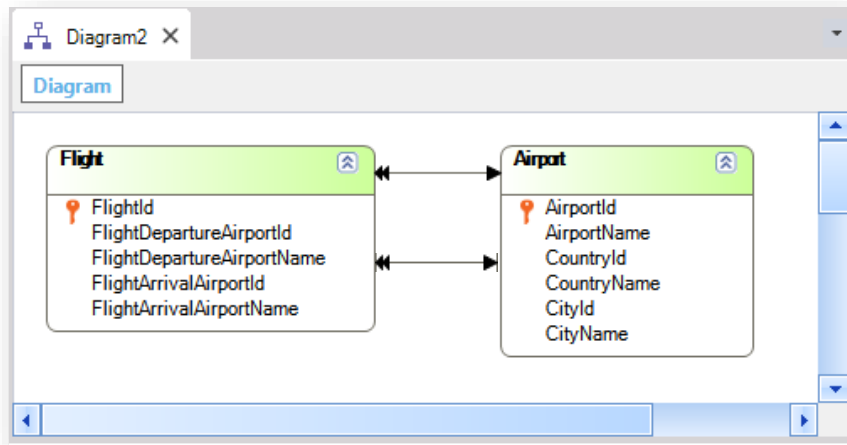 Diagram2
Diagram
Flight
FlightId
FlightDepartureAirportId
FlightDepartureAirportName
FlightArrivalAirportId
FlightArrivalAirportName
Airport
AirportId
AirportName
CountryId
CountryName
CityId
CityName